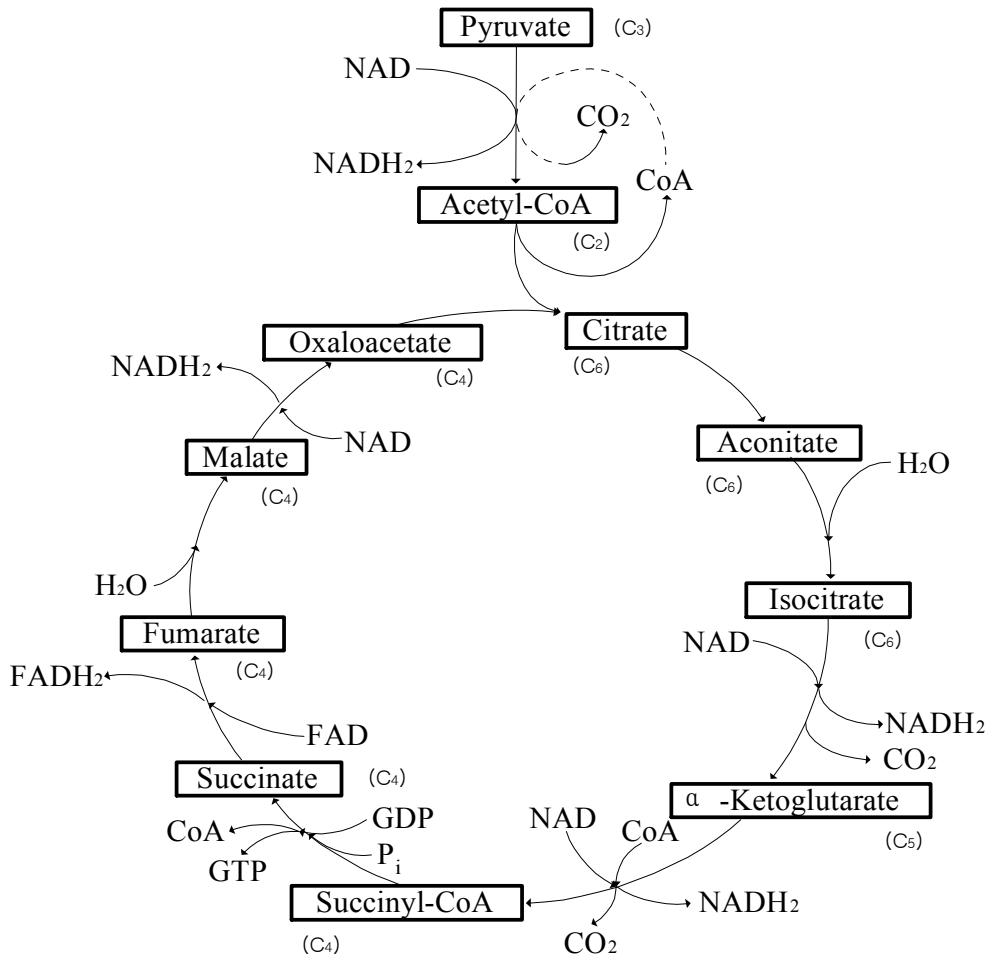 Pyruvate (C3)
NAD
CO2
NADH2
CoA
Acetyl-CoA
(C2)
Oxaloacetate
Citrate
NADH2
(C4)
(C6)
NAD
Malate
Aconitate
H2O
(C4)
(C6)
H2O
Isocitrate
Fumarate
NAD
(C6)
(C4)
FADH2
NADH2
FAD
CO2
Succinate (C4)
α -Ketoglutarate
CoA
GDP
NAD
CoA
(C5)
GTP
Pi
Succinyl-CoA
NADH2
(C4)
CO2